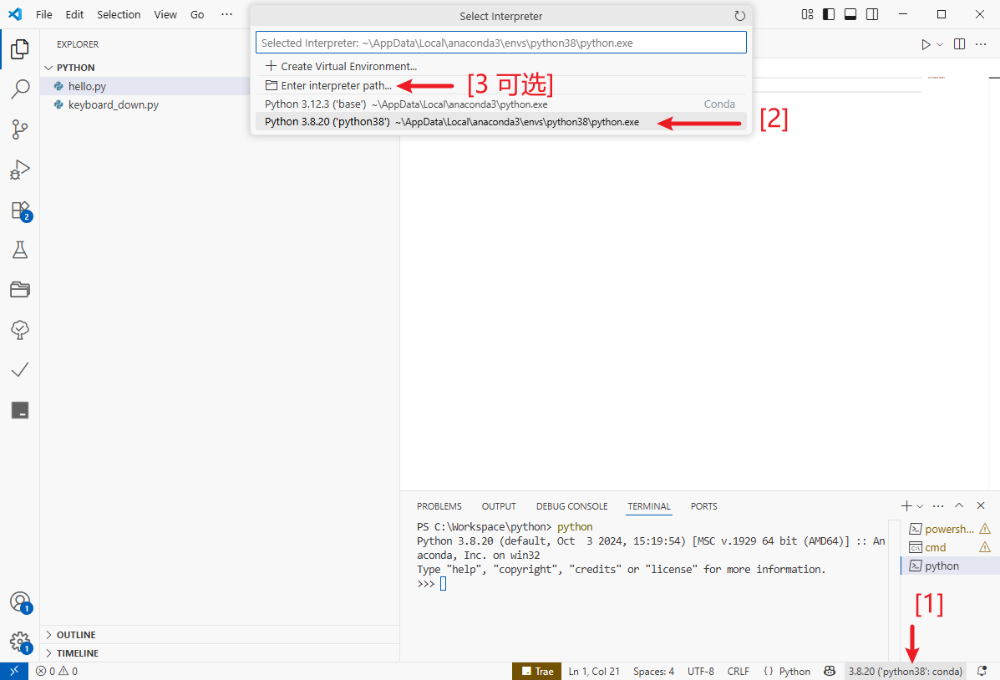 File Edit Selection View Go ···
Select Interpreter
EXPLORER
PYTHON
hello.py
keyboard_down.py
Selected Interpreter: ~\AppData\Local\anaconda3\envs\python38\python.exe
Create Virtual Environment...
Enter interpreter path...
[3 可选]
Python 3.12.3 ('base') ~\AppData\Local\anaconda3\python.exe Conda
Python 3.8.20 ('python38') ~\AppData\Local\anaconda3\envs\python38\python.exe
[2]
2
PROBLEMS OUTPUT DEBUG CONSOLE TERMINAL PORTS
PS C:\Workspace\python> python
Python 3.8.20 (default, Oct  3 2024, 15:19:54) [MSC v.1929 64 bit (AMD64)] :: An
aconda, Inc. on win32
Type "help", "copyright", "credits" or "license" for more information.
>>>
powersh...
cmd
python
[1]
1
1
OUTLINE
TIMELINE
0 0
Trae Ln 1, Col 21 Spaces: 4 UTF-8 CRLF {} Python 3.8.20 ('python38': conda)